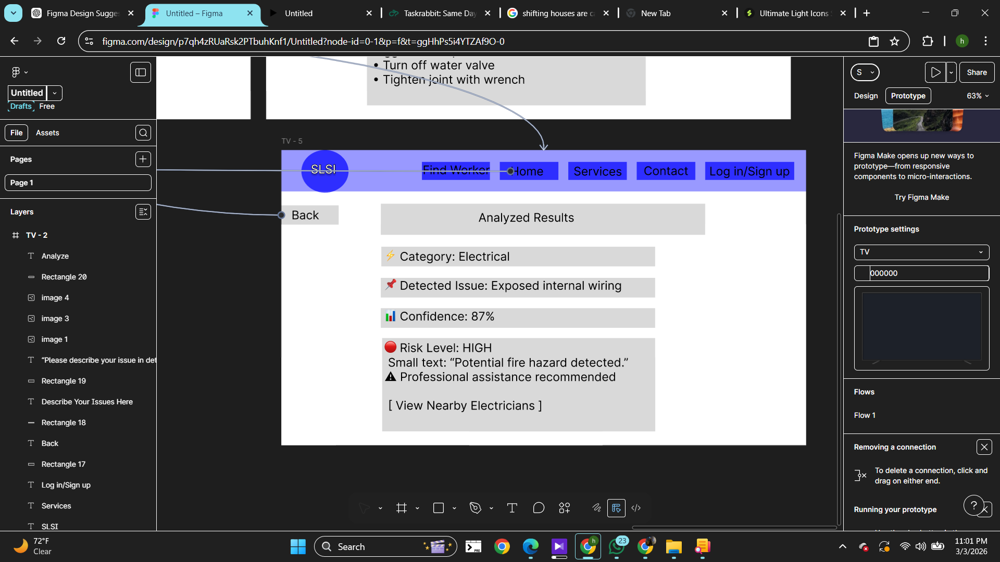 Figma Design Sugges
Untitled – Figma
Untitled
Taskrabbit: Same Day
shifting houses are ca
New Tab
Ultimate Light Icons S
figma.com/design/p7qh4zRUaRsk2PTbuhKnf1/Untitled?node-id=0-1&p=f&t=ggHhPs5i4YTZAf9O-0
h
Untitled
Drafts Free
File Assets
Pages
Page 1
Layers
TV - 2
Analyze
Rectangle 20
image 4
image 3
image 1
“Please describe your issue in det
Rectangle 19
Describe Your Issues Here
Rectangle 18
Back
Rectangle 17
Log in/Sign up
Services
SLSI
• Turn off water valve
• Tighten joint with wrench
TV - 5
SLSI
Find Worker
Home
Services
Contact
Log in/Sign up
Back
Analyzed Results
⚡ Category: Electrical
📌 Detected Issue: Exposed internal wiring
📊 Confidence: 87%
🔴 Risk Level: HIGH
Small text: “Potential fire hazard detected.”
⚠ Professional assistance recommended
[ View Nearby Electricians ]
S
Share
Design Prototype 63%
Figma Make opens up new ways to
prototype—from responsive
components to micro-interactions.
Try Figma Make
Prototype settings
TV
000000
Flows
Flow 1
Removing a connection
To delete a connection, click and
drag on either end.
Running your prototype
?
72°F
Clear
Search
PRE
h
23
11:01 PM
3/3/2026